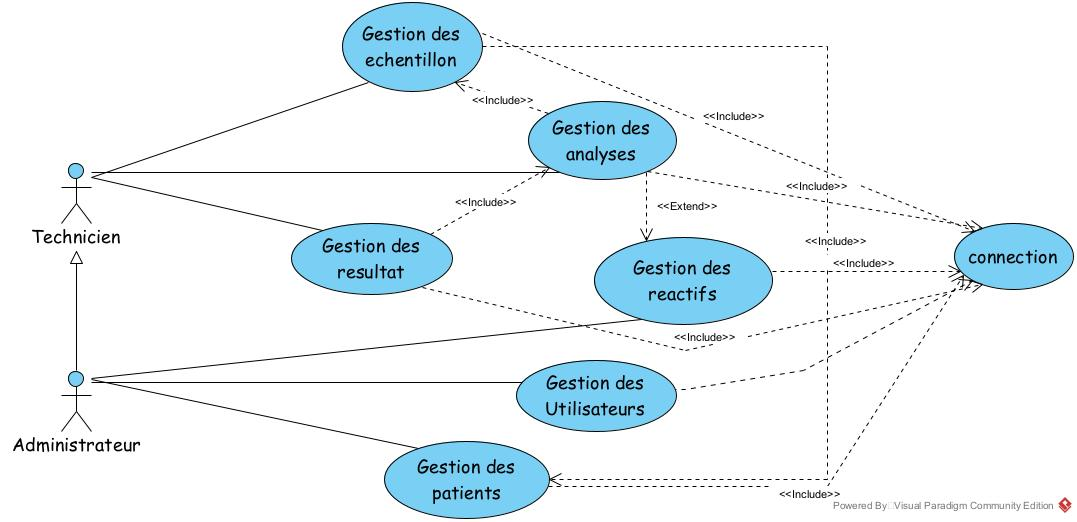 Gestion des
echentillon
<<Include>>
<<Include>>
Gestion des
analyses
Technicien
<<Include>>
<<Include>>
<<Extend>>
Gestion des
resultat
<<Include>>
Gestion des
reactifs
<<Include>>
connection
<<Include>>
Gestion des
Utilisateurs
Administrateur
Gestion des
patients
<<Include>>
Powered By Visual Paradigm Community Edition